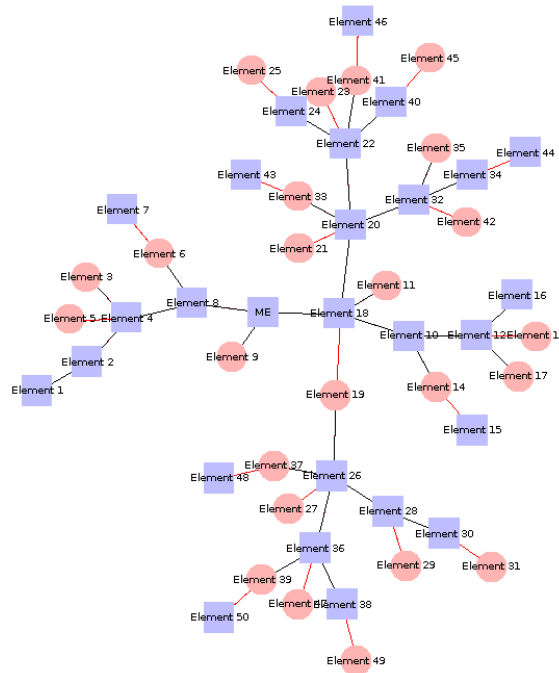 Element 46
Element 25
Element 45
Element 41
Element 23
Element 40
Element 24
Element 22
Element 35
Element 44
Element 43
Element 34
Element 33
Element 32
Element 7
Element 42
Element 20
Element 21
Element 6
Element 3
Element 11
Element 16
Element 8
ME
Element 5
Element 4
Element 18
Element 10
Element 12
Element 9
Element 2
Element 17
Element 1
Element 14
Element 19
Element 15
Element 37
Element 26
Element 48
Element 27
Element 28
Element 30
Element 36
Element 29
Element 31
Element 39
Element 38
Element 50
Element 49